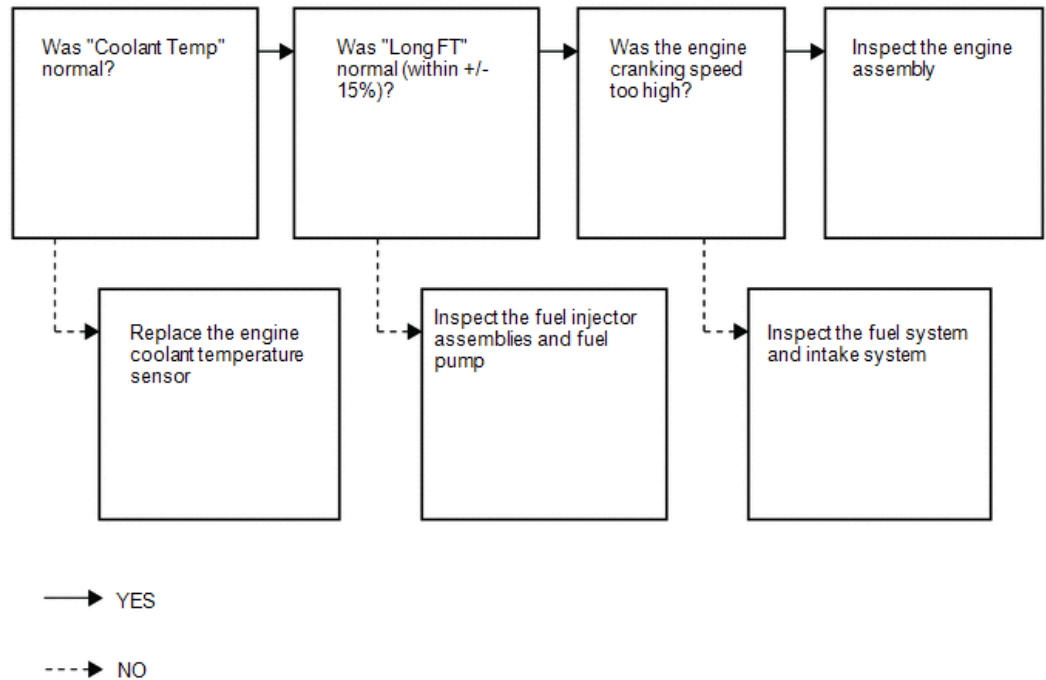 Was "Coolant Temp"
normal?
Was "Long FT"
normal (within +/-
15%)?
Was the engine
cranking speed
too high?
Inspect the engine
assembly
Replace the engine
coolant temperature
sensor
Inspect the fuel injector
assemblies and fuel
pump
Inspect the fuel system
and intake system
YES
NO